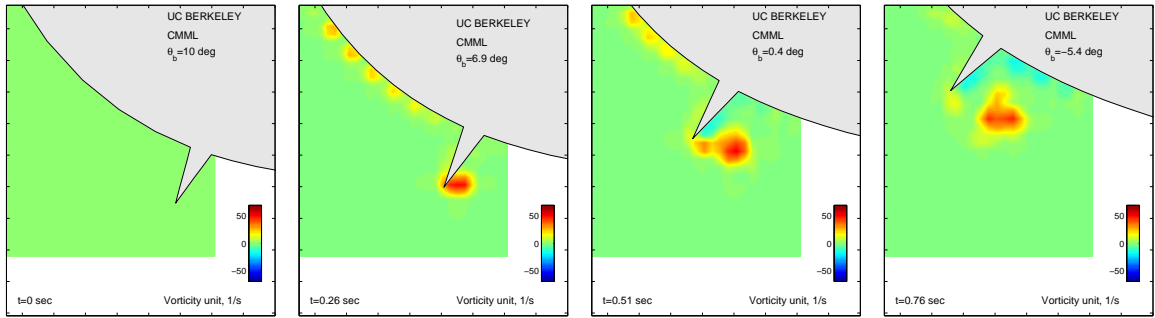 UC BERKELEY
CMML
θb=10 deg
50
0
−50
t=0 sec Vorticity unit, 1/s
UC BERKELEY
CMML
θb=6.9 deg
50
0
−50
t=0.26 sec Vorticity unit, 1/s
UC BERKELEY
CMML
θb=0.4 deg
50
0
−50
t=0.51 sec Vorticity unit, 1/s
UC BERKELEY
CMML
θb=−5.4 deg
50
0
−50
t=0.76 sec Vorticity unit, 1/s